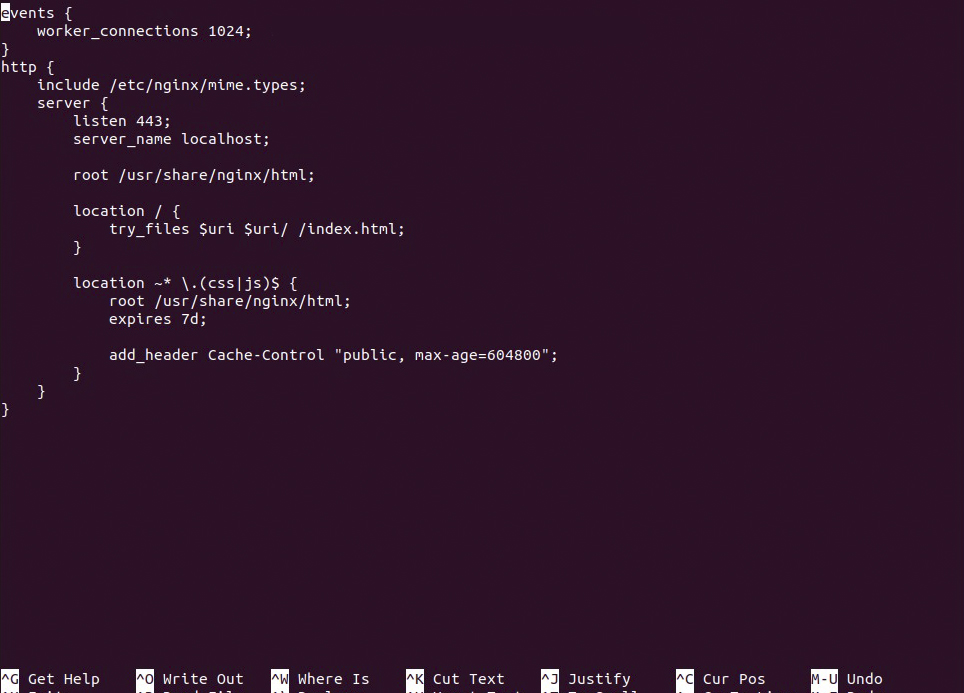 events {
    worker_connections 1024;
}
http {
    include /etc/nginx/mime.types;
    server {
        listen 443;
        server_name localhost;

        root /usr/share/nginx/html;

        location / {
            try_files $uri $uri/ /index.html;
        }

        location ~* \.(css|js)$ {
            root /usr/share/nginx/html;
            expires 7d;

            add_header Cache-Control "public, max-age=604800";
        }
    }
}
^G Get Help ^O Write Out ^W Where Is ^K Cut Text ^J Justify ^C Cur Pos M-U Undo